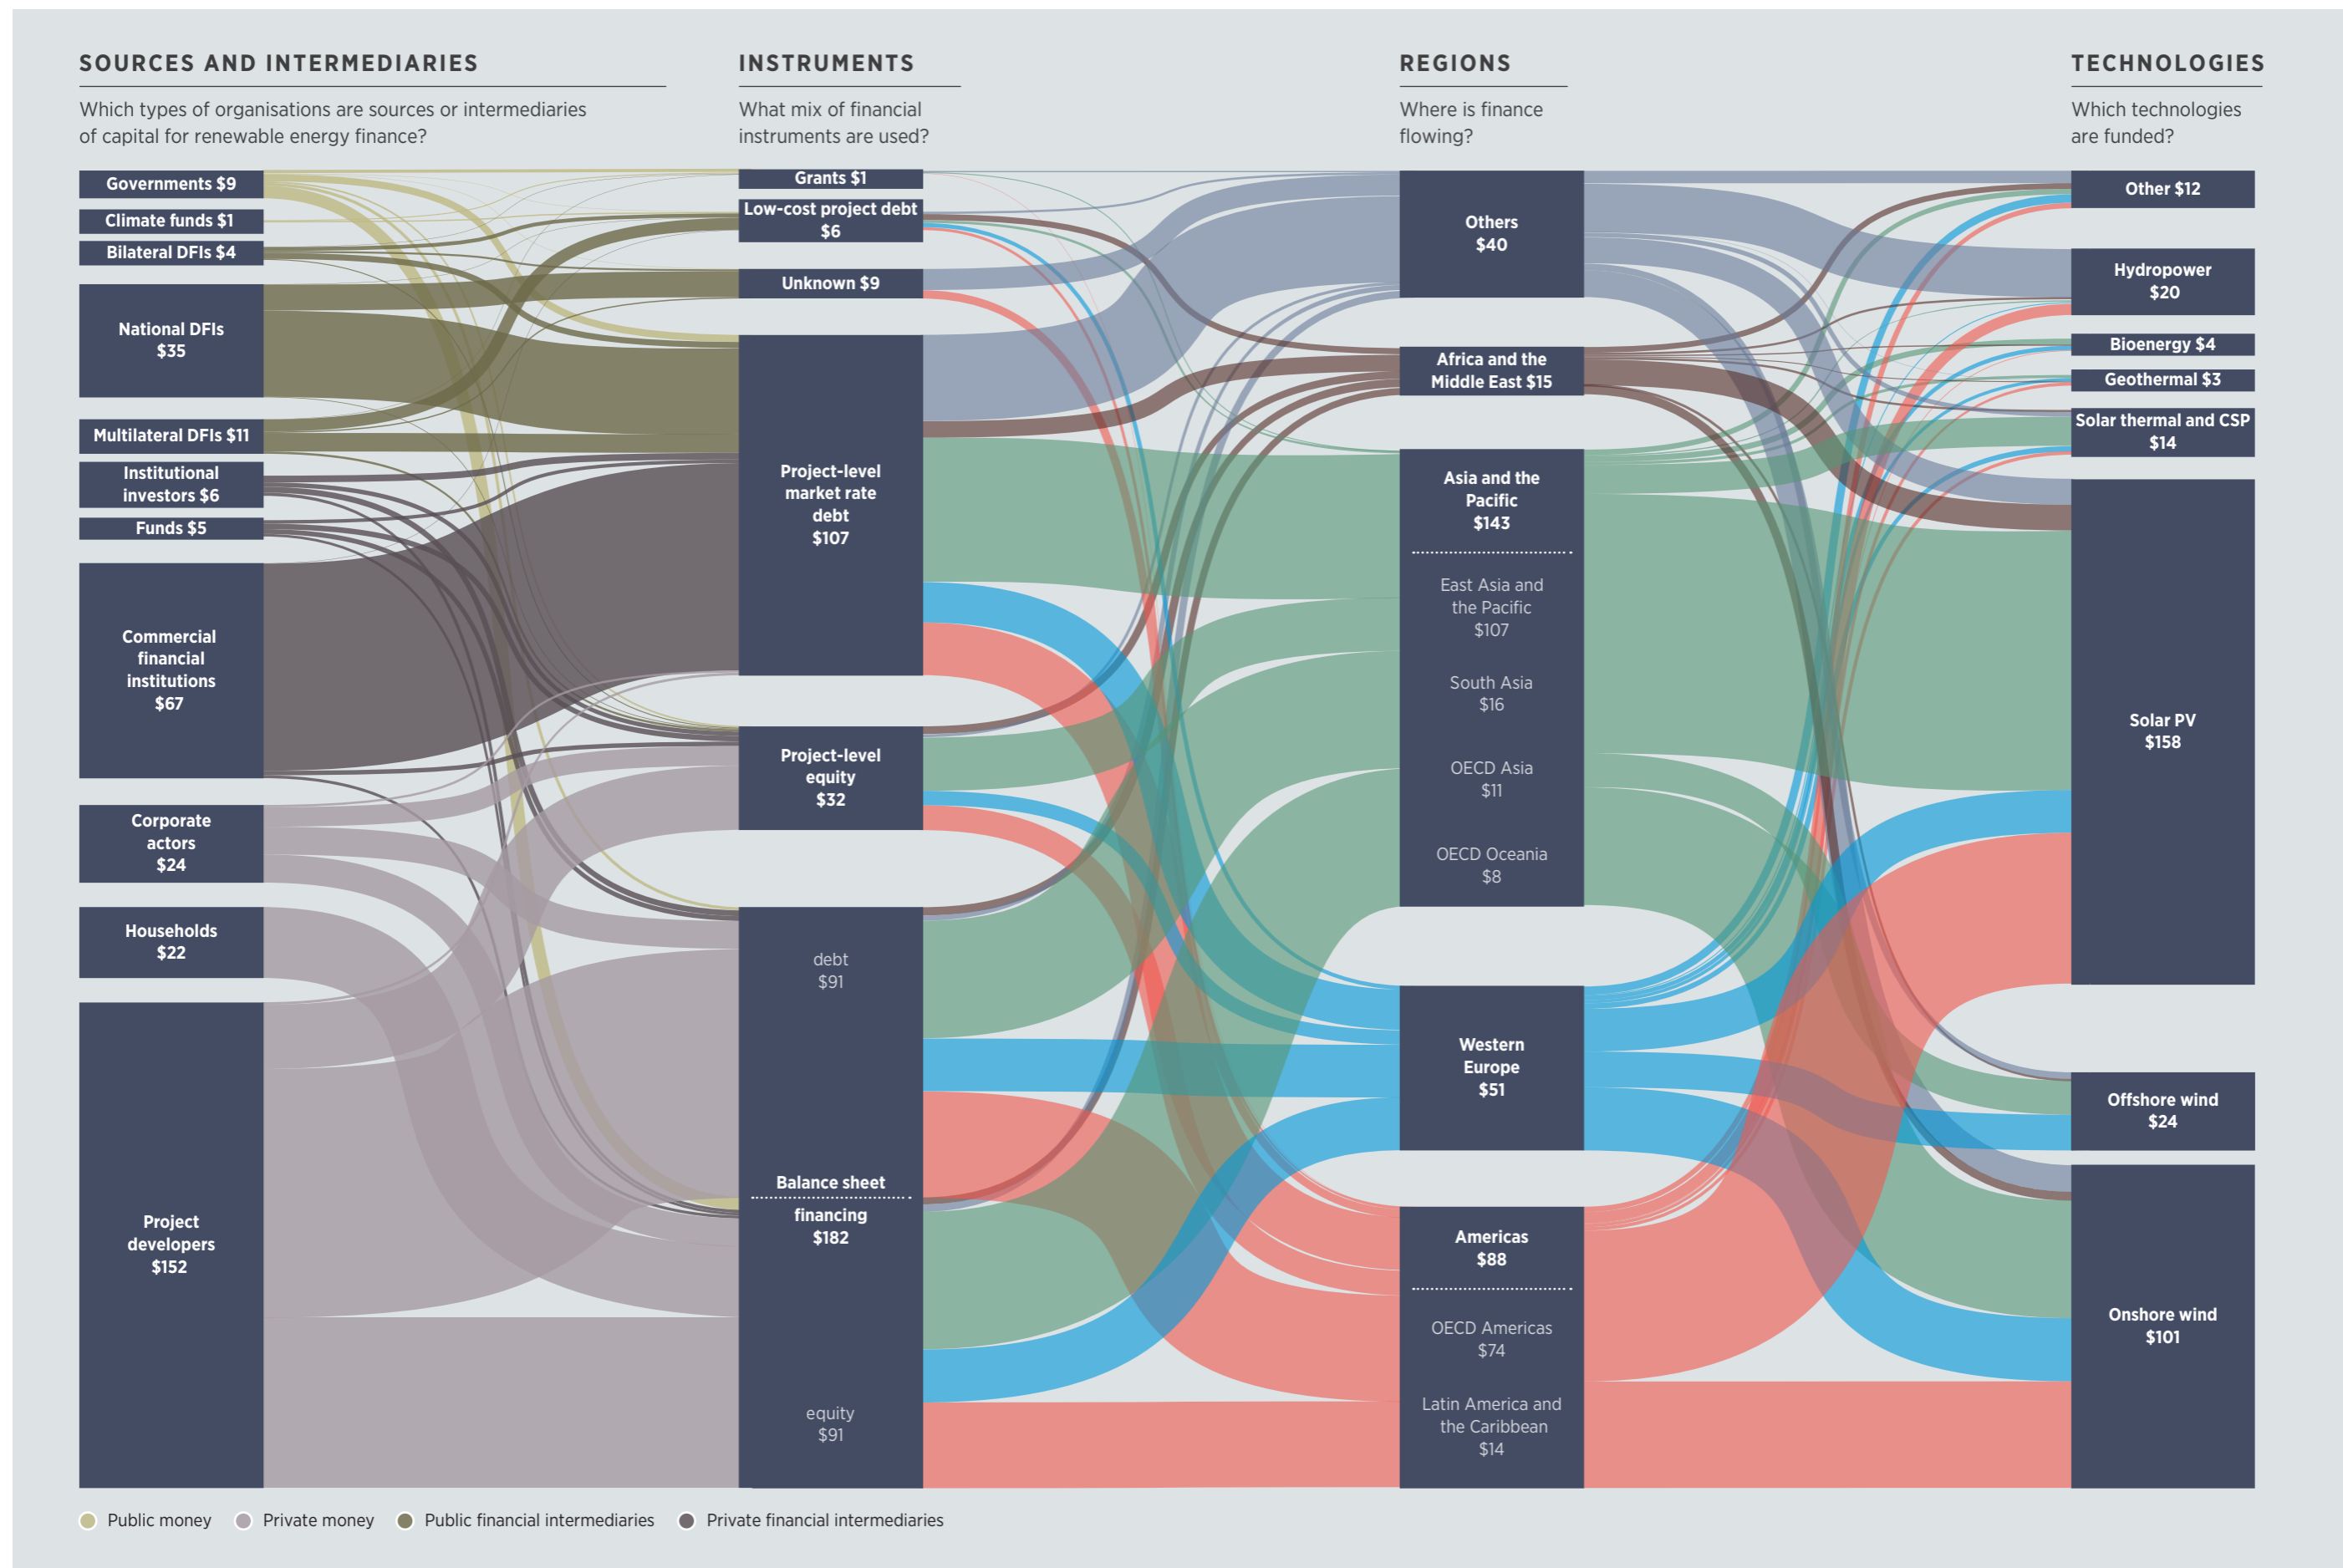 SOURCES AND INTERMEDIARIES
Which types of organisations are sources or intermediaries
of capital for renewable energy finance?
Governments $9
Climate funds $1
Bilateral DFIs $4
National DFIs
$35
Multilateral DFIs $11
Institutional
investors $6
Funds $5
Commercial
financial
institutions
$67
Corporate
actors
$24
Households
$22
Project
developers
$152
INSTRUMENTS
What mix of financial
instruments are used?
Grants $1
Low-cost project debt
$6
Unknown $9
Project-level
market rate
debt
$107
Project-level
equity
$32
debt
$91
Balance sheet
financing
$182
equity
$91
REGIONS
Where is finance
flowing?
Others
$40
Africa and the
Middle East $15
Asia and the
Pacific
$143
East Asia and
the Pacific
$107
South Asia
$16
OECD Asia
$11
OECD Oceania
$8
Western
Europe
$51
Americas
$88
OECD Americas
$74
Latin America and
the Caribbean
$14
TECHNOLOGIES
Which technologies
are funded?
Other $12
Hydropower
$20
Bioenergy $4
Geothermal $3
Solar thermal and CSP
$14
Solar PV
$158
Offshore wind
$24
Onshore wind
$101
Public money
Private money
Public financial intermediaries
Private financial intermediaries